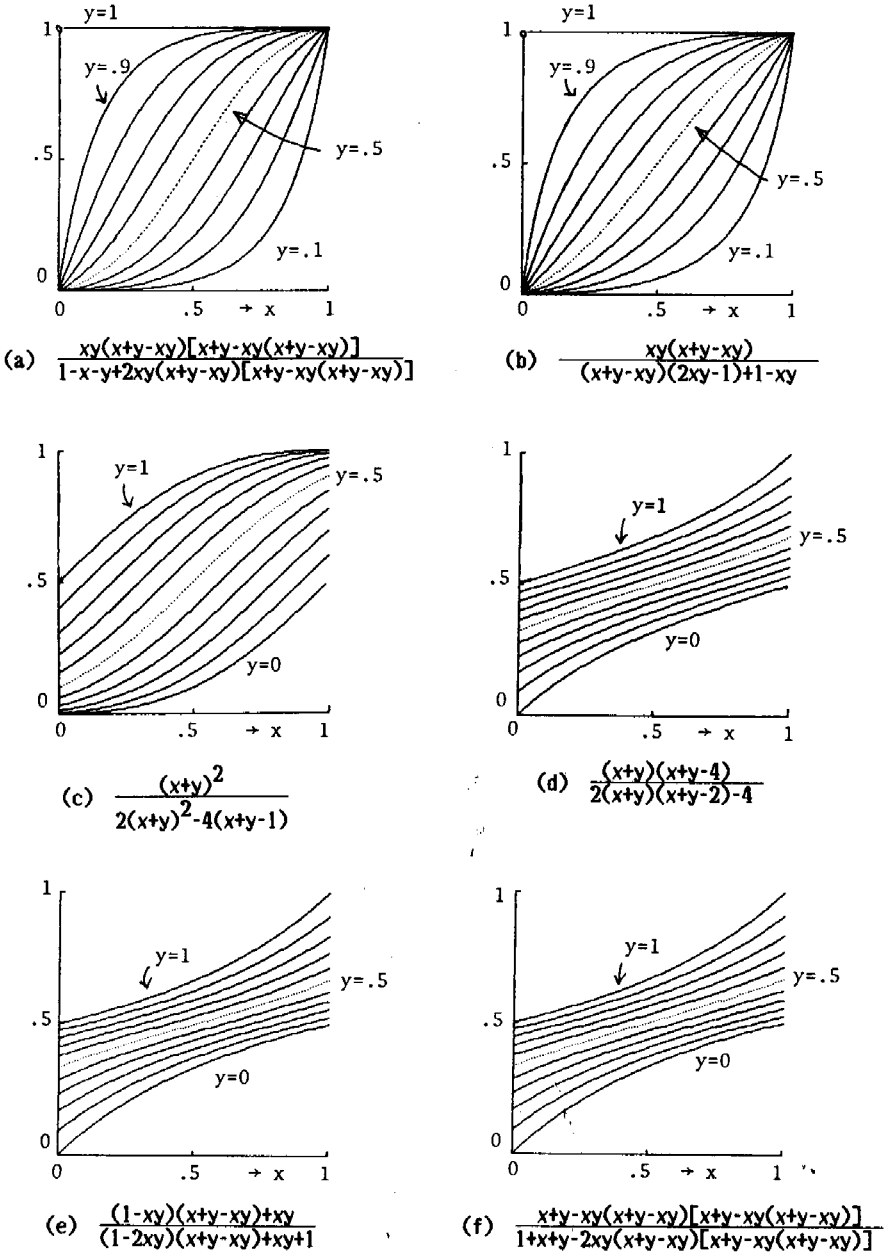 y=1
1
y=.9
.5
y=.5
y=.1
0
0 .5 → x 1
(a) xy(x+y-xy)[x+y-xy(x+y-xy)]
1-x-y+2xy(x+y-xy)[x+y-xy(x+y-xy)]
y=1
1
y=.9
.5
y=.5
y=.1
0
0 .5 → x 1
(b) xy(x+y-xy)
(x+y-xy)(2xy-1)+1-xy
1
y=1
y=.5
.5
y=0
0
0 .5 → x 1
(c) (x+y)²
2(x+y)²-4(x+y-1)
1
y=1
y=.5
.5
y=0
0
0 .5 → x 1
(d) (x+y)(x+y-4)
2(x+y)(x+y-2)-4
1
y=1
y=.5
.5
y=0
0
0 .5 → x 1
(e) (1-xy)(x+y-xy)+xy
(1-2xy)(x+y-xy)+xy+1
1
y=1
y=.5
.5
y=0
0
0 .5 → x 1
(f) x+y-xy(x+y-xy)[x+y-xy(x+y-xy)]
1+x+y-2xy(x+y-xy)[x+y-xy(x+y-xy)]